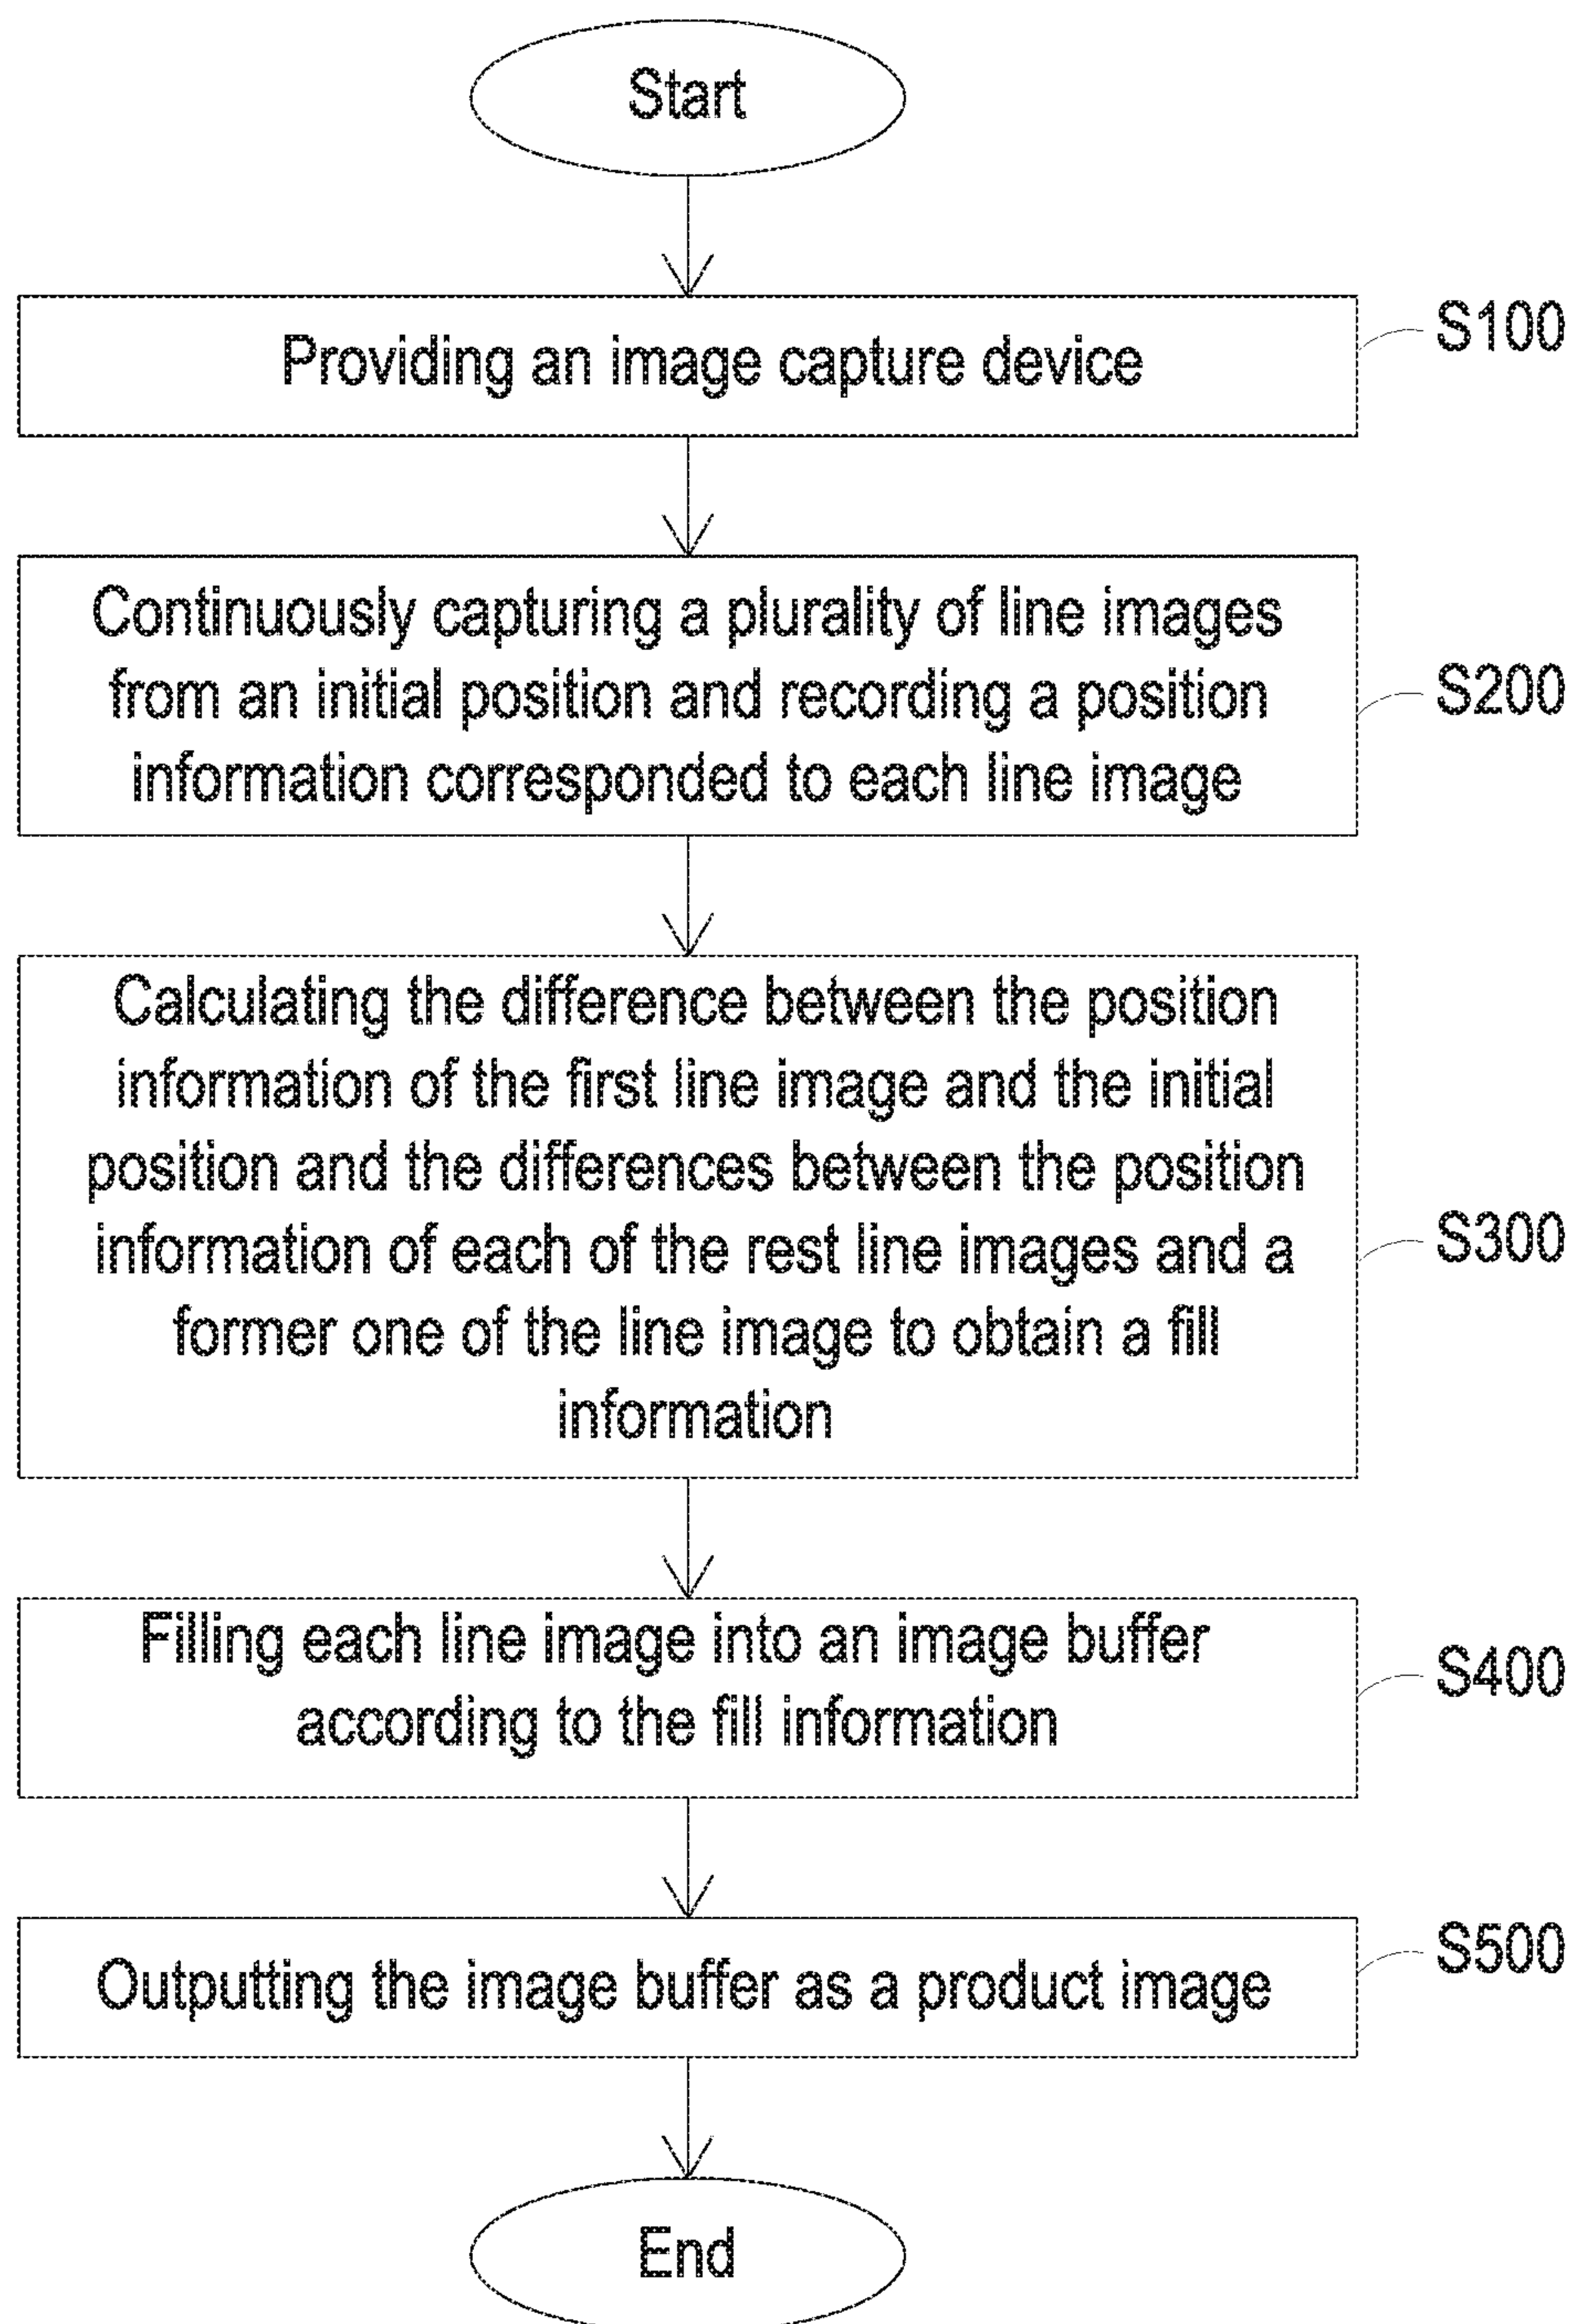 Start
Providing an image capture device
S100
Continuously capturing a plurality of line images
from an initial position and recording a position
information corresponded to each line image
S200
Calculating the difference between the position
information of the first line image and the initial
position and the differences between the position
information of each of the rest line images and a
former one of the line image to obtain a fill
information
S300
Filling each line image into an image buffer
according to the fill information
S400
Outputting the image buffer as a product image
S500
End